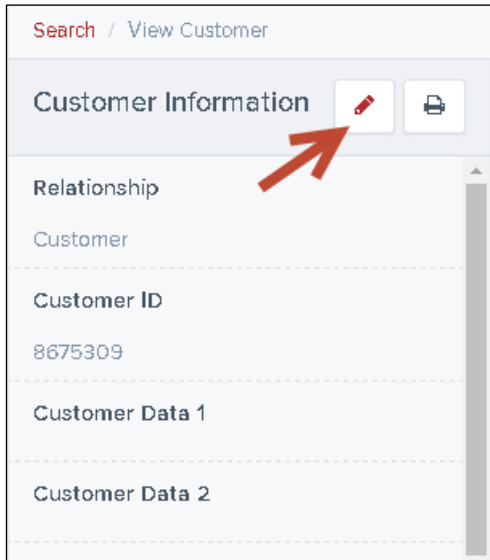 Search / View Customer
Customer Information
Relationship
Customer
Customer ID
8675309
Customer Data 1
Customer Data 2